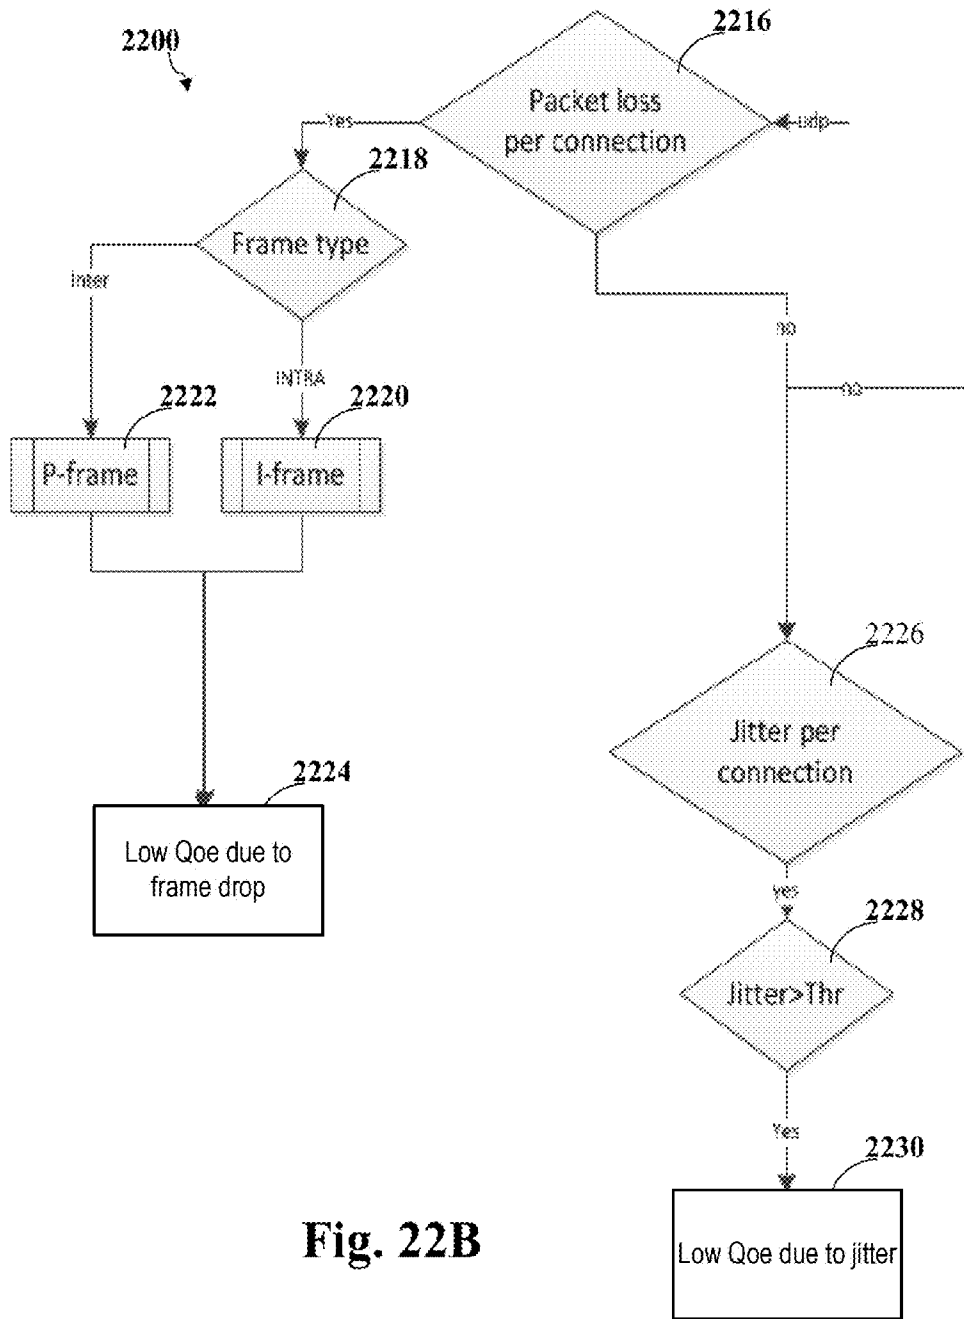 2200
2216
Packet loss
per connection
udp
Yes
2218
Frame type
inter
INTRA
no
no
2222
2220
P-frame
I-frame
2226
Jitter per
connection
2224
Low Qoe due to
frame drop
yes
2228
Jitter>Thr
Yes
2230
Low Qoe due to jitter
Fig. 22B